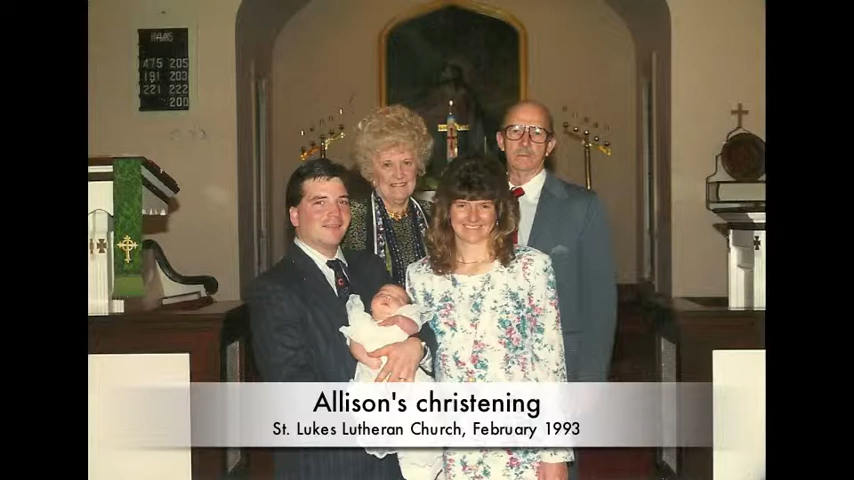 HYMNS
475 205
191 203
221 222
200
Allison's christening
St. Lukes Lutheran Church, February 1993